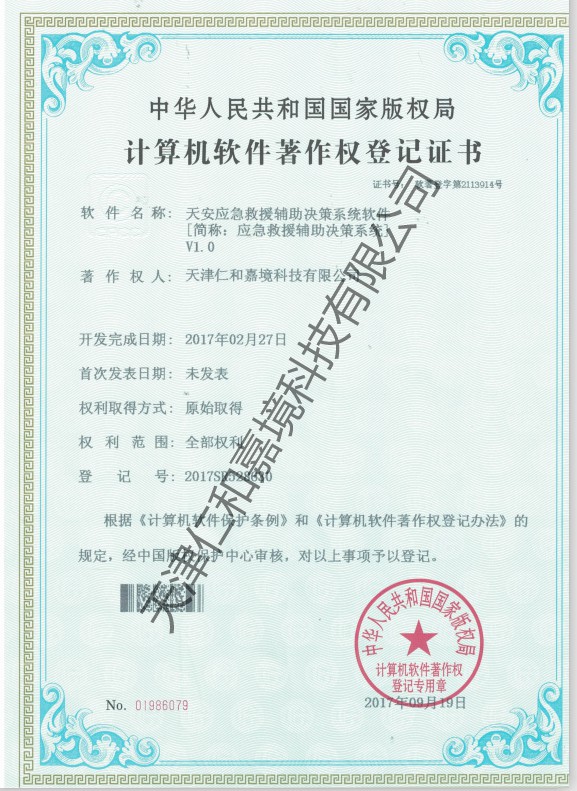 中华人民共和国国家版权局
计算机软件著作权登记证书
证书号： 软著登字第2113914号
软件名称： 天安应急救援辅助决策系统软件
[简称：应急救援辅助决策系统]
V1.0
著作权人： 天津仁和嘉境科技有限公司
开发完成日期： 2017年02月27日
首次发表日期： 未发表
权利取得方式： 原始取得
权利范围： 全部权利
登记号：
根据《计算机软件保护条例》和《计算机软件著作权登记办法》的
规定，经中国版权保护中心审核，对以上事项予以登记。
天津仁和嘉境科技有限公司
中华人民共和国国家版权局
计算机软件著作权
登记专用章
No. 01986079
2017年09月19日